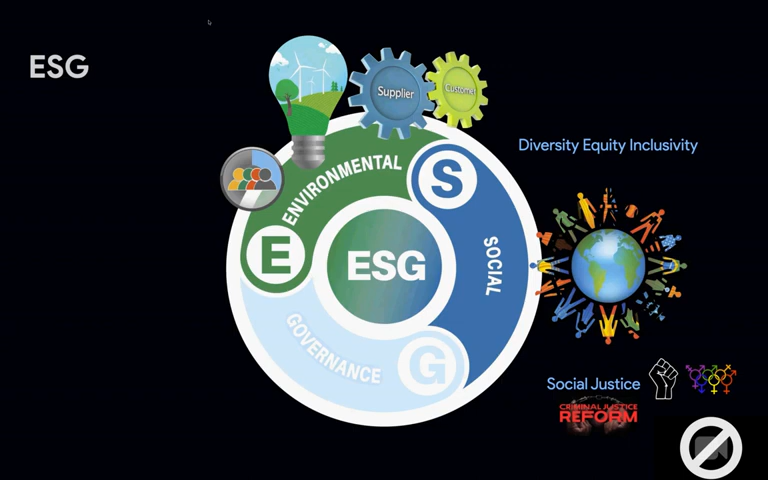 ESG
Supplier
Customer
Diversity Equity Inclusivity
ENVIRONMENTAL
S
E
ESG
SOCIAL
GOVERNANCE
G
Social Justice
CRIMINAL JUSTICE
REFORM